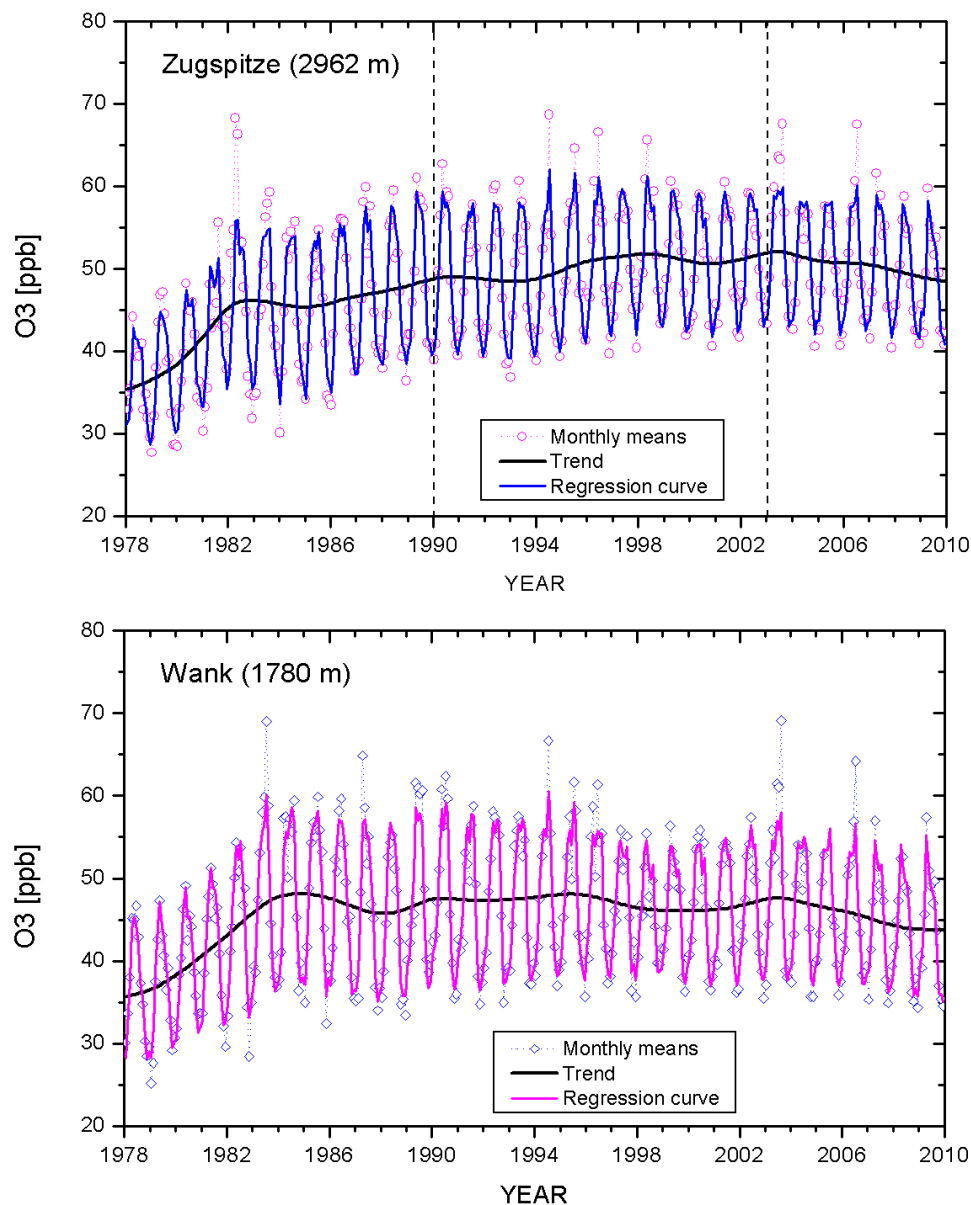 80
Zugspitze (2962 m)
70
60
50
40
30
20
O3 [ppb]
Monthly means
Trend
Regression curve
1978 1982 1986 1990 1994 1998 2002 2006 2010
YEAR
80
Wank (1780 m)
70
60
50
40
30
20
O3 [ppb]
Monthly means
Trend
Regression curve
1978 1982 1986 1990 1994 1998 2002 2006 2010
YEAR